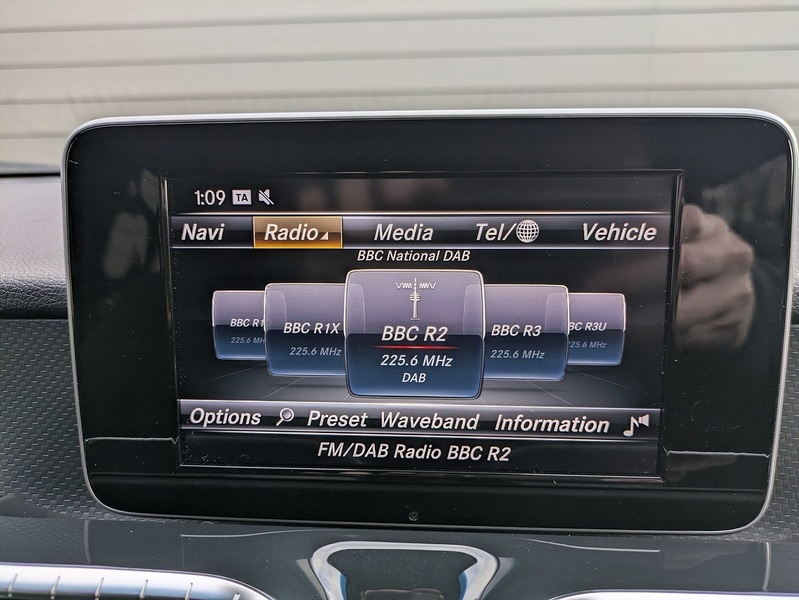 1:09 TA
Navi Radio Media Tel/ Vehicle
BBC National DAB
BBC R1 BBC R1X BBC R2 BBC R3 BBC R3U
225.6 MH 225.6 MHz 225.6 MHz 225.6 MHz 225.6 MHz
DAB
Options Preset Waveband Information
FM/DAB Radio BBC R2